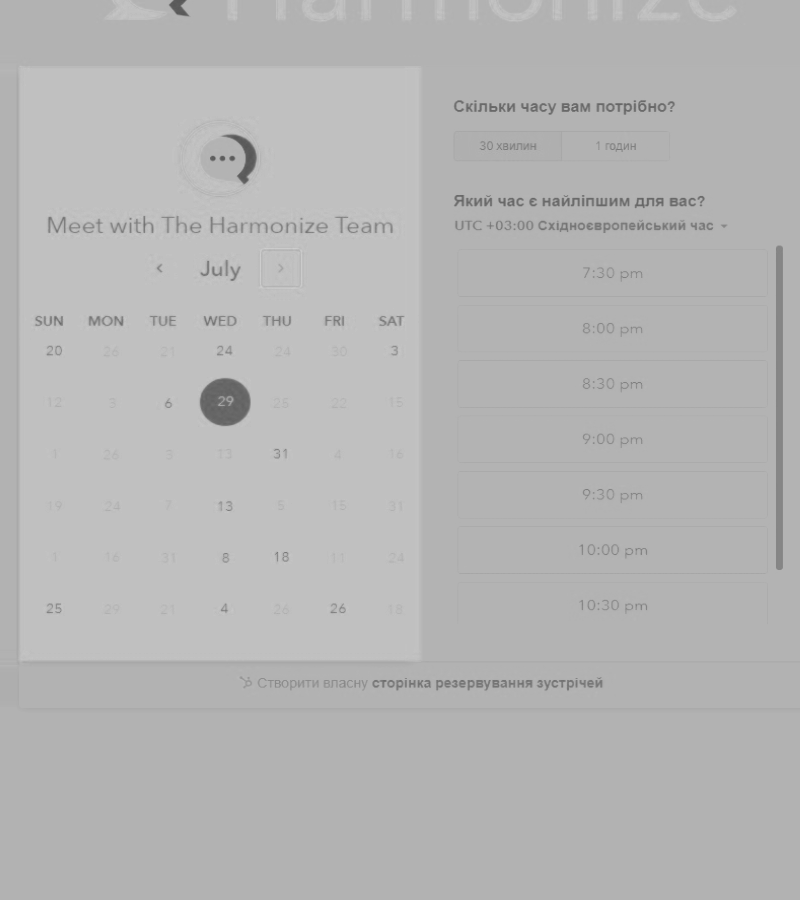 Harmonize
Meet with The Harmonize Team
July
SUN MON TUE WED THU FRI SAT
20 26 21 24 24 30 3
12 3 6 29 28 22 15
1 26 3 13 31 4 16
19 24 7 13 5 15 31
1 16 31 8 18 11 24
25 29 21 4 26 26 18
Скільки часу вам потрібно?
30 хвилин 1 годин
Який час є найліпшим для вас?
UTC +03:00 Східноєвропейський час
7:30 pm
8:00 pm
8:30 pm
9:00 pm
9:30 pm
10:00 pm
10:30 pm
Створити власну сторінка резервування зустрічей